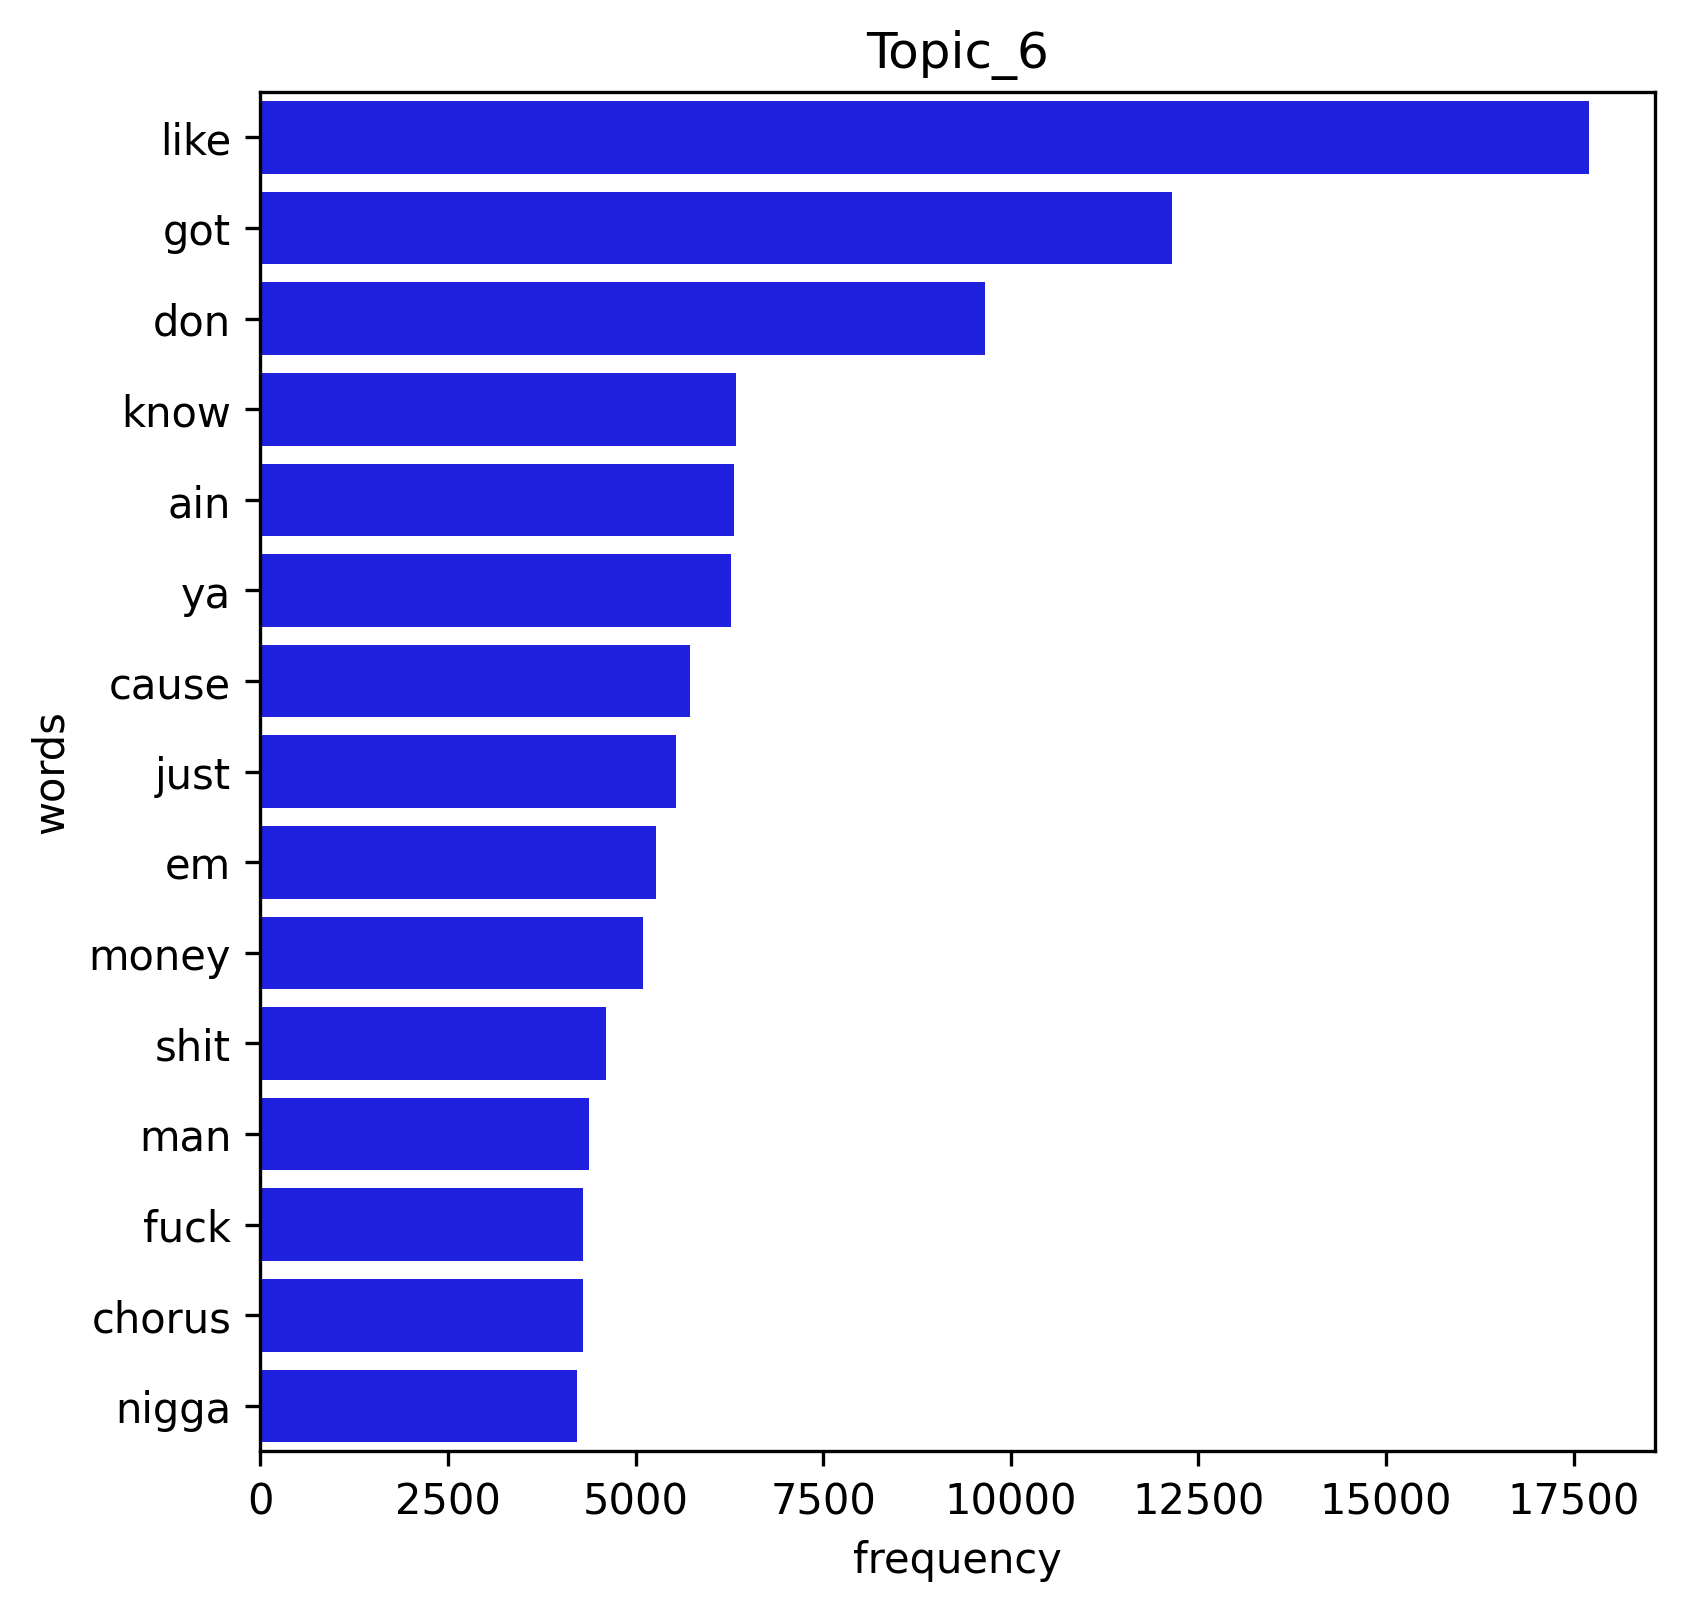 Topic_6
like
got
don
know
ain
ya
cause
just
em
money
shit
man
fuck
chorus
nigga
words
0 2500 5000 7500 10000 12500 15000 17500
frequency